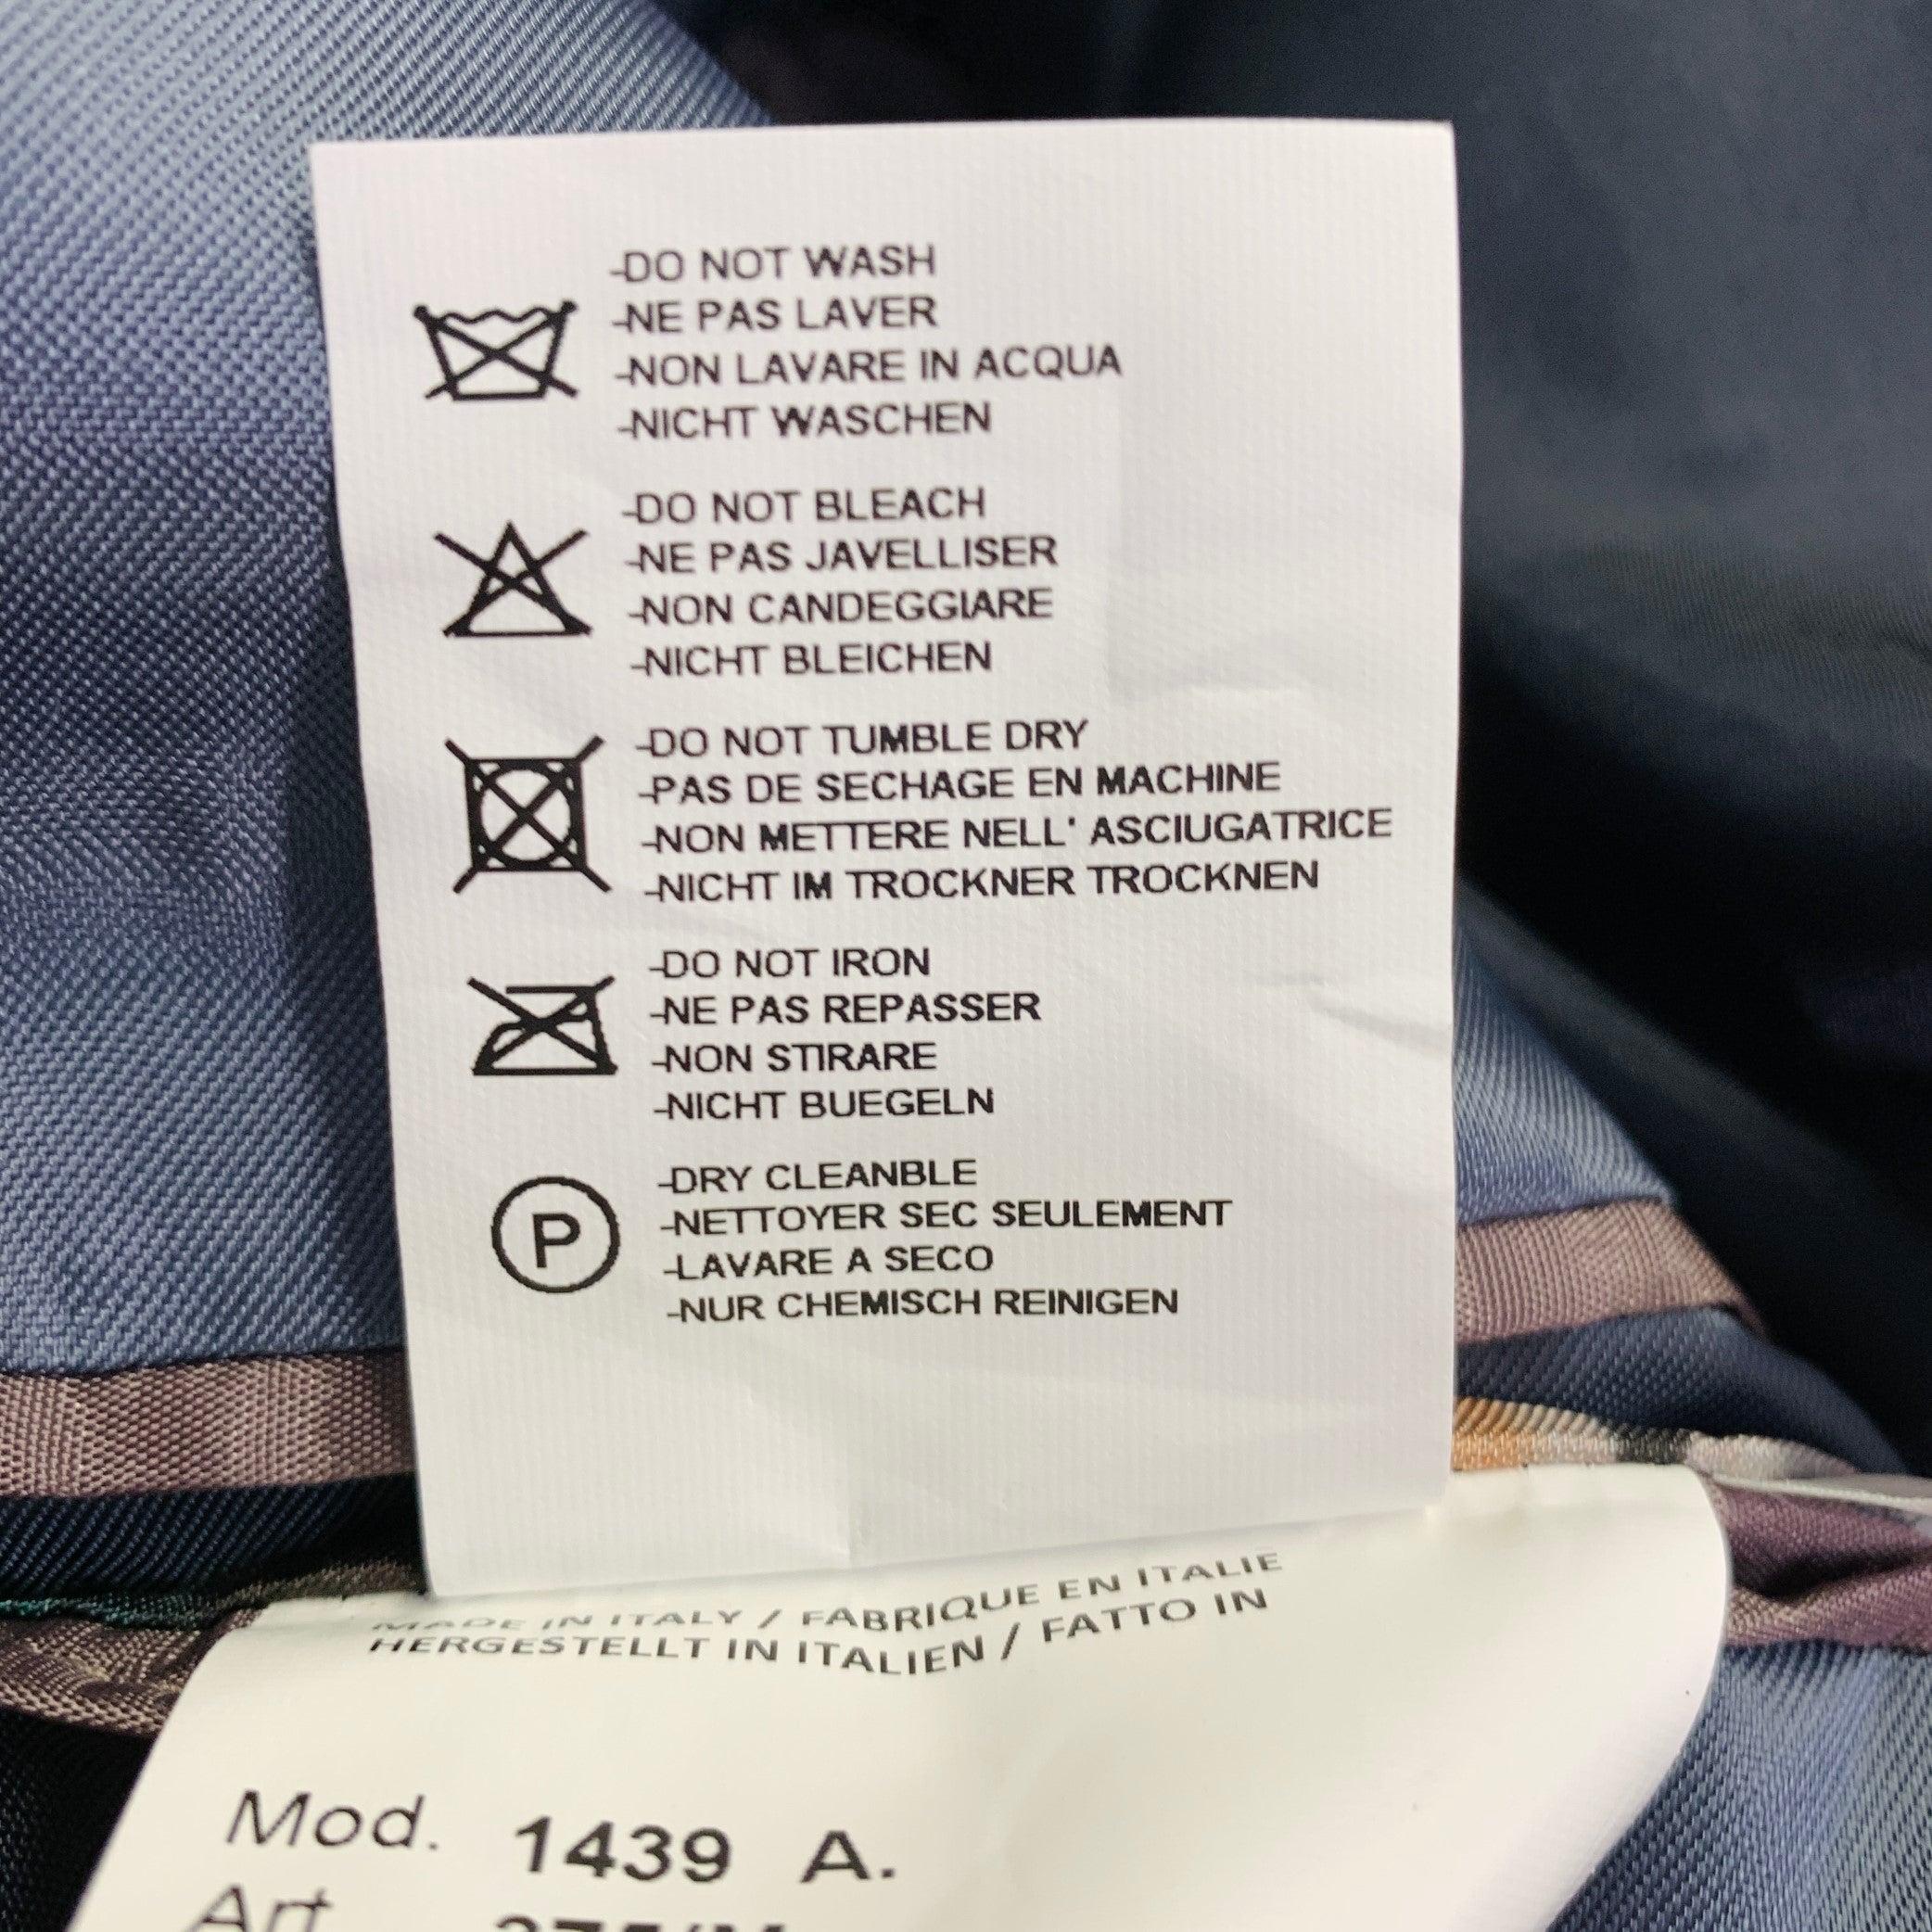 -DO NOT WASH
-NE PAS LAVER
-NON LAVARE IN ACQUA
-NICHT WASCHEN
-DO NOT BLEACH
-NE PAS JAVELLISER
-NON CANDEGGIARE
-NICHT BLEICHEN
-DO NOT TUMBLE DRY
-PAS DE SECHAGE EN MACHINE
-NON METTERE NELL' ASCIUGATRICE
-NICHT IM TROCKNER TROCKNEN
-DO NOT IRON
-NE PAS REPASSER
-NON STIRARE
-NICHT BUEGELN
P
-DRY CLEANBLE
-NETTOYER SEC SEULEMENT
-LAVARE A SECO
-NUR CHEMISCH REINIGEN
MADE IN ITALY / FABRIQUE EN ITALIE
HERGESTELLT IN ITALIEN / FATTO IN
Mod. 1439 A.
Art